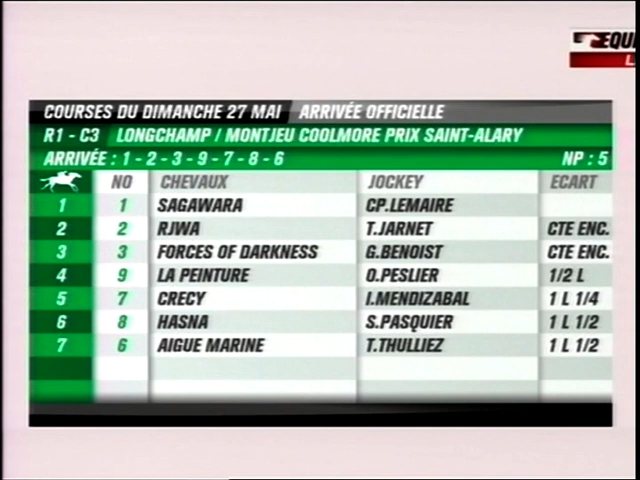 EQU
COURSES DU DIMANCHE 27 MAI ARRIVÉE OFFICIELLE
R1 - C3 LONGCHAMP / MONTJEU COOLMORE PRIX SAINT-ALARY
ARRIVÉE : 1 - 2 - 3 - 9 - 7 - 8 - 6 NP : 5
NO CHEVAUX JOCKEY ECART
1 1 SAGAWARA CP.LEMAIRE
2 2 RJWA T.JARNET CTE ENC.
3 3 FORCES OF DARKNESS G.BENOIST CTE ENC.
4 9 LA PEINTURE O.PESLIER 1/2 L
5 7 CRECY I.MENDIZABAL 1 L 1/4
6 8 HASNA S.PASQUIER 1 L 1/2
7 6 AIGUE MARINE T.THULLIEZ 1 L 1/2